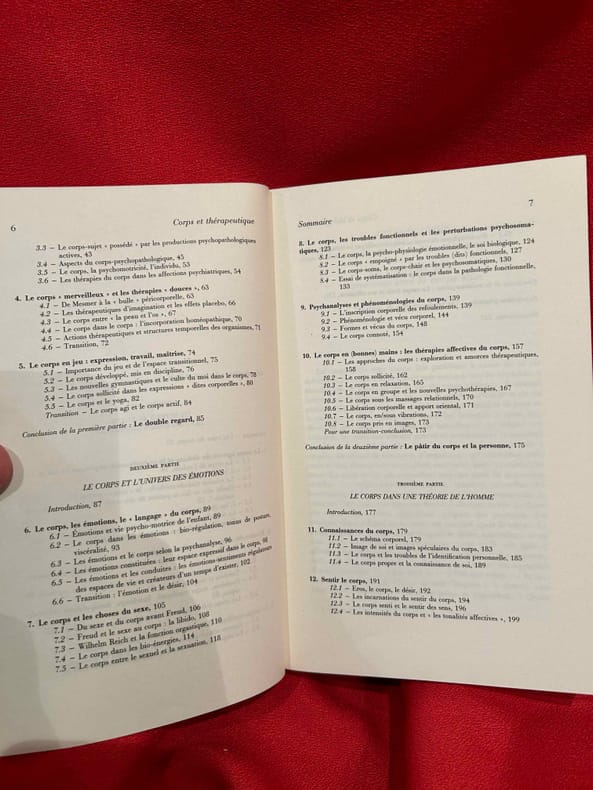 6
Corps et thérapeutique
3.3 – Le corps-sujet « possédé » par les productions psychopathologiques
actives, 43
3.4 – Aspects du corps-psychopathologique, 45
3.5 – Le corps, la psychomotricité, l'individu, 53
3.6 – Les thérapies du corps dans les affections psychiatriques, 54
4. Le corps « merveilleux » et les thérapies « douces », 63
4.1 – De Mesmer à la « bulle » péricorporelle, 63
4.2 – Les thérapeutiques d'imagination et les effets placebo, 66
4.3 – Le corps entre « la peau et l'os », 67
4.4 – Le corps dans le corps : l'incorporation homéopathique, 70
4.5 – Actions thérapeutiques et structures temporelles des organismes, 71
4.6 – Transition, 72
5. Le corps en jeu : expression, travail, maîtrise, 74
5.1 – Importance du jeu et de l'espace transitionnel, 75
5.2 – Le corps développé, mis en discipline, 76
5.3 – Les nouvelles gymnastiques et le culte du moi dans le corps, 78
5.4 – Le corps sollicité dans les expressions « dites corporelles », 80
5.5 – Le corps et le yoga, 82
Transition – Le corps agi et le corps actif, 84
Conclusion de la première partie : Le double regard, 85
DEUXIÈME PARTIE
LE CORPS ET L'UNIVERS DES ÉMOTIONS
Introduction, 87
6. Le corps, les émotions, le « langage » du corps, 89
6.1 – Émotions et vie psycho-motrice de l'enfant, 89
6.2 – Le corps dans les émotions : bio-régulation, tonus de posture,
viscéralité, 93
6.3 – Les émotions et le corps selon la psychanalyse, 96
6.4 – Les émotions constituées : leur espace expressif dans le corps, 98
6.5 – Les émotions et les conduites : les émotions-sentiments régulateurs
des espaces de vie et créateurs d'un temps d'exister, 102
6.6 – Transition : l'émotion et le désir, 104
7. Le corps et les choses du sexe, 105
7.1 – Du sexe et du corps avant Freud, 106
7.2 – Freud et le sexe au corps : la libido, 108
7.3 – Wilhelm Reich et la fonction orgastique, 110
7.4 – Le corps dans les bio-énergies, 114
7.5 – Le corps entre le sexuel et la sexuation, 118
Sommaire
7
8. Le corps, les troubles fonctionnels et les perturbations psychosoma-
tiques, 123
8.1 – Le corps, la psycho-physiologie émotionnelle, le soi biologique, 124
8.2 – Le corps « empoigné » par les troubles (dits) fonctionnels, 127
8.3 – Le corps-soma, le corps-chair et les psychosomatiques, 130
8.4 – Essai de systématisation : le corps dans la pathologie fonctionnelle,
133
9. Psychanalyses et phénoménologies du corps, 139
9.1 – L'inscription corporelle des refoulements, 139
9.2 – Phénoménologie et vécu corporel, 144
9.3 – Formes et vécus du corps, 148
9.4 – Le corps connoté, 154
10. Le corps en (bonnes) mains : les thérapies affectives du corps, 157
10.1 – Les approches du corps : exploration et amorces thérapeutiques,
158
10.2 – Le corps sollicité, 162
10.3 – Le corps en relaxation, 165
10.4 – Le corps en groupe et les nouvelles psychothérapies, 167
10.5 – Le corps sous les massages relationnels, 170
10.6 – Libération corporelle et apport oriental, 171
10.7 – Le corps, en/sous vibrations, 172
10.8 – Le corps pris en images, 173
Pour une transition-conclusion, 173
Conclusion de la deuxième partie : Le pâtir du corps et la personne, 175
TROISIÈME PARTIE
LE CORPS DANS UNE THÉORIE DE L'HOMME
Introduction, 177
11. Connaissances du corps, 179
11.1 – Le schéma corporel, 179
11.2 – Image de soi et images spéculaires du corps, 183
11.3 – Le corps et les troubles de l'identification personnelle, 185
11.4 – Le corps propre et la connaissance de soi, 189
12. Sentir le corps, 191
12.1 – Eros, le corps, le désir, 192
12.2 – Les incarnations du sentir du corps, 194
12.3 – Le corps senti et le sentir des sens, 196
12.4 – Les intensités du corps et « les tonalités affectives », 199